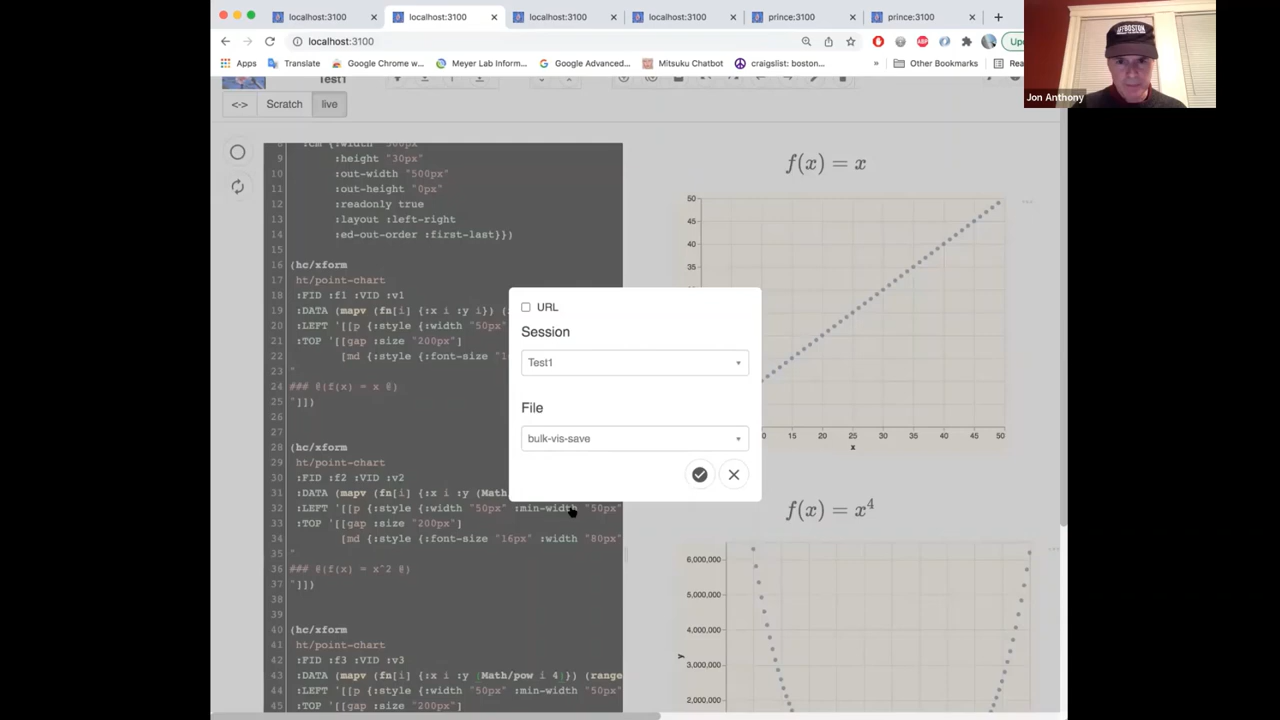 localhost:3100
localhost:3100
localhost:3100
localhost:3100
prince:3100
prince:3100
localhost:3100
Apps
Translate
Google Chrome w...
Meyer Lab Inform...
Google Advanced...
Mitsuku Chatbot
craigslist: boston...
»
Other Bookmarks
Jon Anthony
Test1
<->
Scratch
live
9 :height "30px"
10 :out-width "500px"
11 :out-height "0px"
12 :readonly true
13 :layout :left-right
14 :ed-out-order :first-last}})
15
16 (hc/xform
17 ht/point-chart
18 :FID :f1 :VID :v1
19 :DATA (mapv (fn[i] {:x i :y i}) (
20 :LEFT '[[p {:style {:width "50px"
21 :TOP '[[gap :size "200px"]
22 [md {:style {:font-size "1
23 "
24 ### @(f(x) = x @)
25 "]])
26
27
28 (hc/xform
29 ht/point-chart
30 :FID :f2 :VID :v2
31 :DATA (mapv (fn[i] {:x i :y (Math/
32 :LEFT '[[p {:style {:width "50px" :min-width "50px"
33 :TOP '[[gap :size "200px"]
34 [md {:style {:font-size "16px" :width "80px"
35 "
36 ### @(f(x) = x^2 @)
37 "]])
38
39
40 (hc/xform
41 ht/point-chart
42 :FID :f3 :VID :v3
43 :DATA (mapv (fn[i] {:x i :y (Math/pow i 4)}) (range
44 :LEFT '[[p {:style {:width "50px" :min-width "50px"
45 :TOP '[[gap :size "200px"]
URL
Session
Test1
File
bulk-vis-save
f(x) = x
50
45
40
35
15 20 25 30 35 40 45 50
x
f(x) = x⁴
6,000,000
5,000,000
4,000,000
3,000,000
2,000,000
y